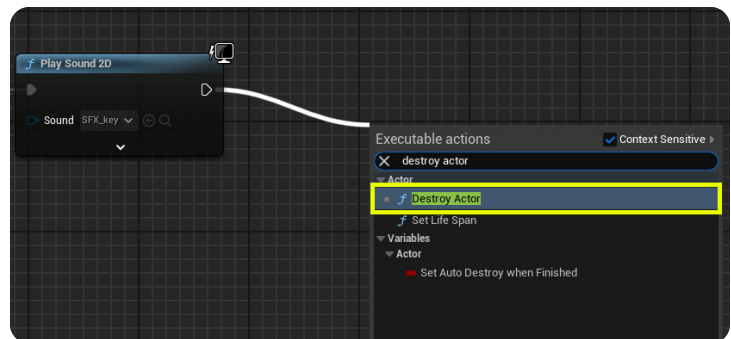 f Play Sound 2D
Sound SFX_key
Executable actions
Context Sensitive
destroy actor
Actor
f Destroy Actor
f Set Life Span
Variables
Actor
Set Auto Destroy when Finished